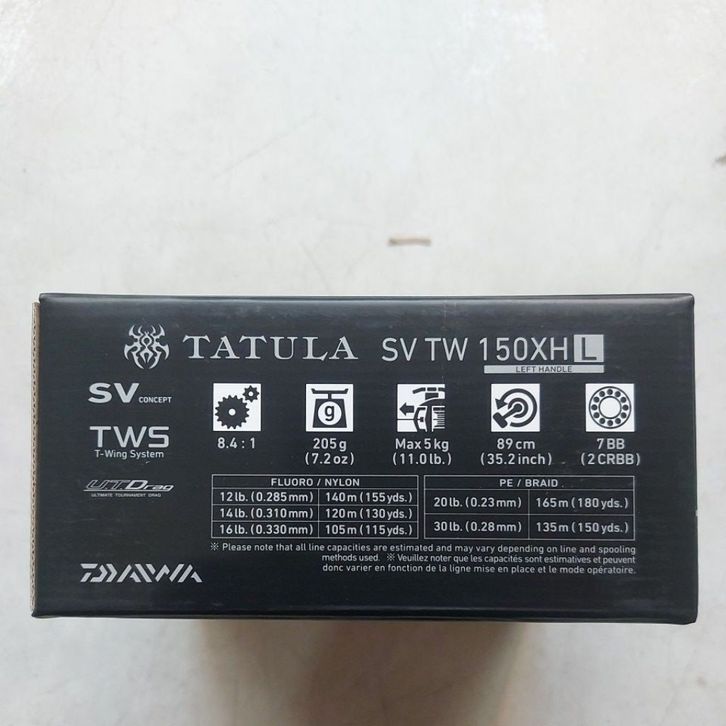 TATULA SV TW 150XH L
LEFT HANDLE
SV CONCEPT
TWS
T-Wing System
UTDrag
ULTIMATE TOURNAMENT DRAG
g
8.4 : 1
205g
(7.2oz)
Max5kg
(11.0lb.)
89cm
(35.2inch)
7BB
(2CRBB)
FLUORO / NYLON
12lb. (0.285mm) 140m (155yds.)
14lb. (0.310mm) 120m (130yds.)
16lb. (0.330mm) 105m (115yds.)
PE / BRAID
20lb. (0.23mm) 165m (180yds.)
30lb. (0.28mm) 135m (150yds.)
※ Please note that all line capacities are estimated and may vary depending on line and spooling
methods used. ※ Veuillez noter que les capacités sont estimatives et peuvent
donc varier en fonction de la ligne mise en place et le mode opératoire.
DAIWA